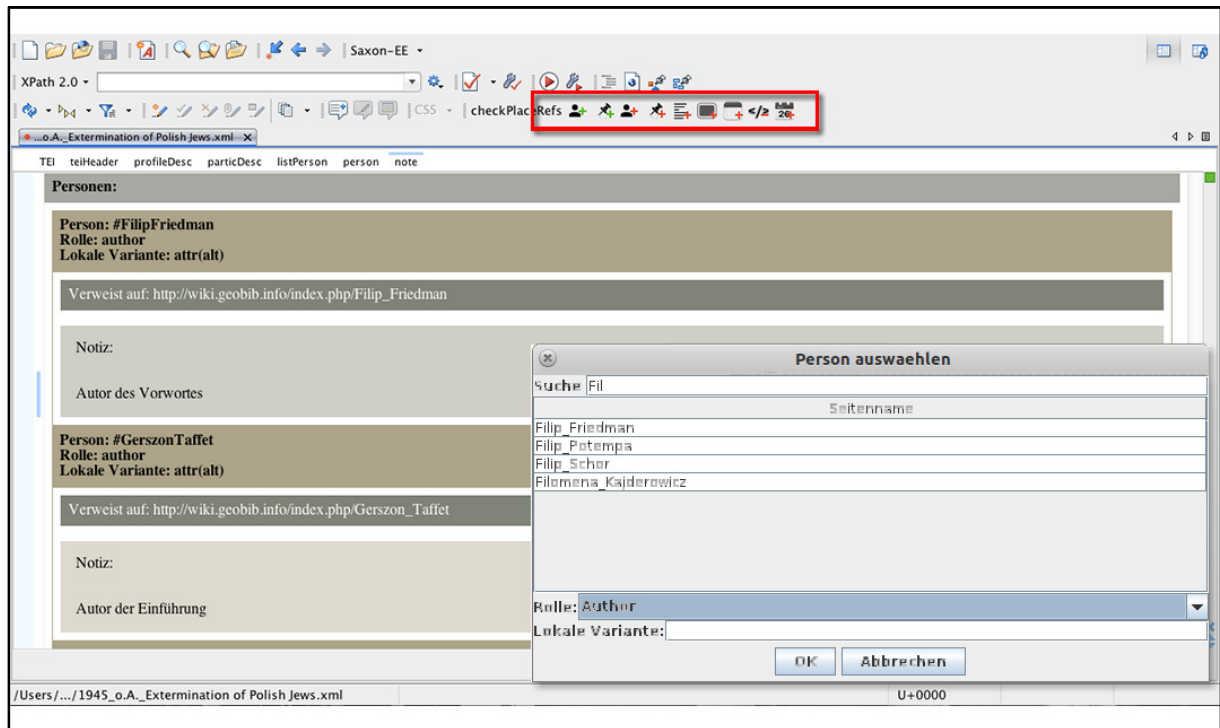 Saxon-EE
XPath 2.0
CSS checkPlaceRefs </> 26
...o.A._Extermination of Polish Jews.xml X
TEI teiHeader profileDesc particDesc listPerson person note
Personen:
Person: #FilipFriedman
Rolle: author
Lokale Variante: attr(alt)
Verweist auf: http://wiki.geobib.info/index.php/Filip_Friedman
Notiz:
Autor des Vorwortes
Person: #GerszonTaffet
Rolle: author
Lokale Variante: attr(alt)
Verweist auf: http://wiki.geobib.info/index.php/Gerszon_Taffet
Notiz:
Autor der Einführung
Person auswaehlen
Suche Fil
Seitenname
Filip_Friedman
Filip_Potempa
Filip_Schor
Filomena_Kajderowicz
Rolle: Author
Lokale Variante:
OK Abbrechen
/Users/.../1945_o.A._Extermination of Polish Jews.xml U+0000